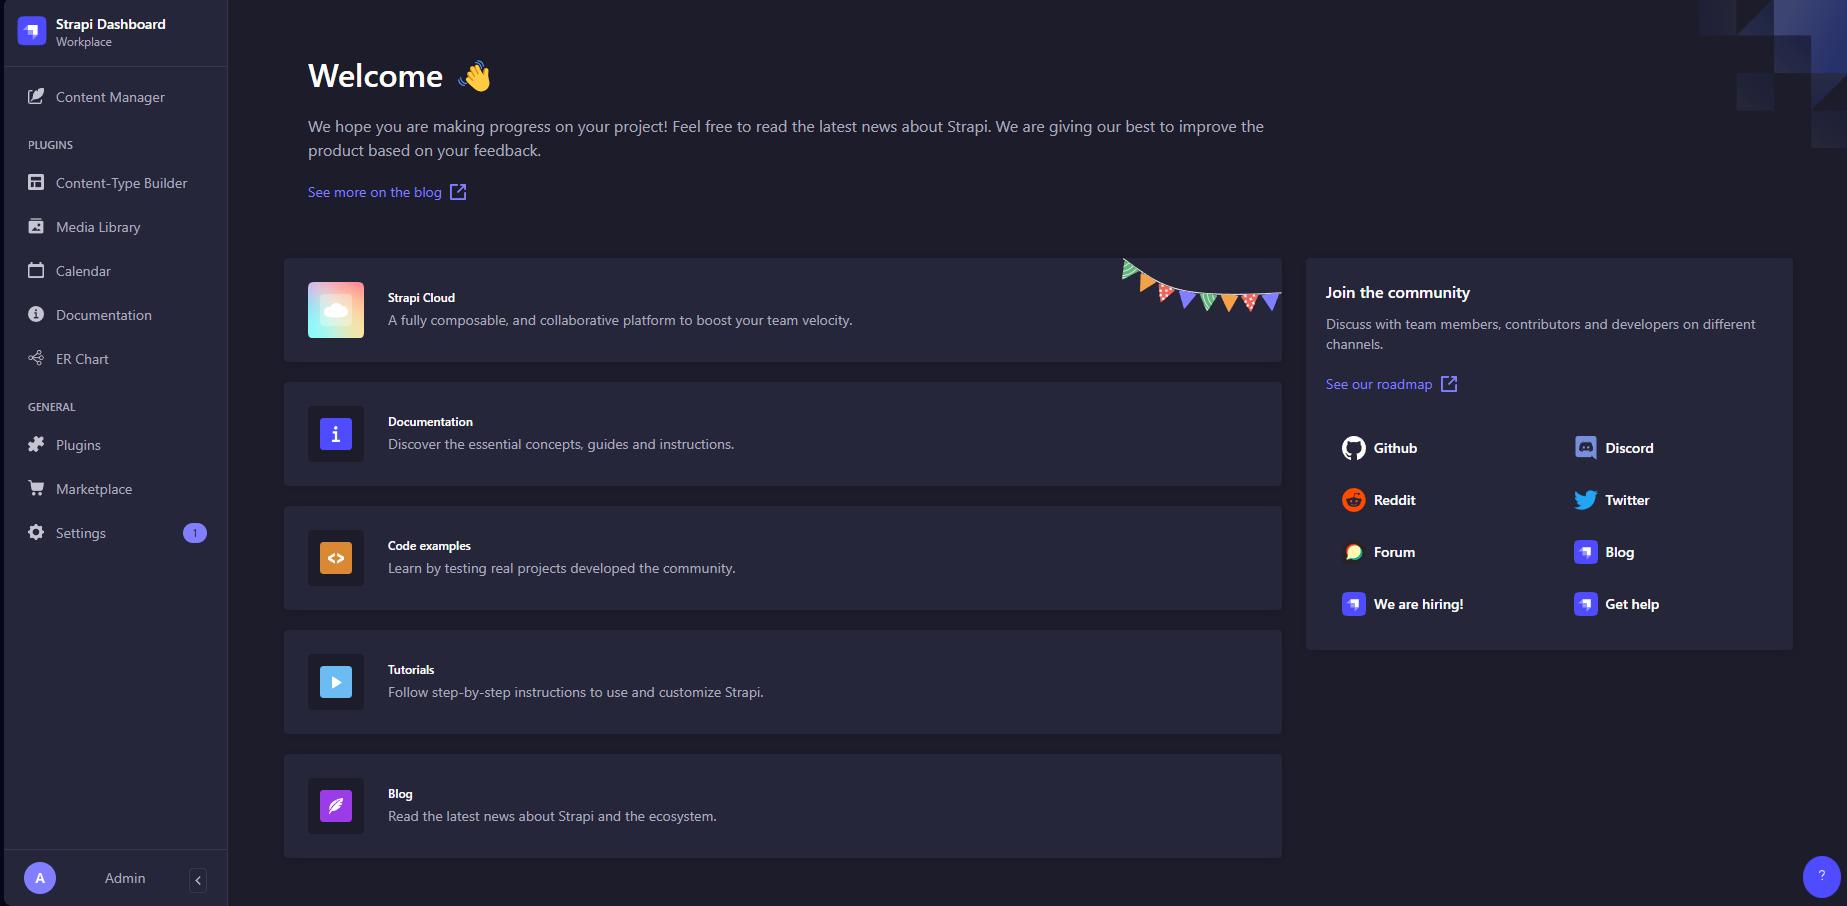 Strapi Dashboard
Workplace
Content Manager
PLUGINS
Content-Type Builder
Media Library
Calendar
Documentation
ER Chart
GENERAL
Plugins
Marketplace
Settings
1
A
Admin
Welcome 👋
We hope you are making progress on your project! Feel free to read the latest news about Strapi. We are giving our best to improve the
product based on your feedback.
See more on the blog
Strapi Cloud
A fully composable, and collaborative platform to boost your team velocity.
Documentation
Discover the essential concepts, guides and instructions.
Code examples
Learn by testing real projects developed the community.
Tutorials
Follow step-by-step instructions to use and customize Strapi.
Blog
Read the latest news about Strapi and the ecosystem.
Join the community
Discuss with team members, contributors and developers on different
channels.
See our roadmap
Github
Discord
Reddit
Twitter
Forum
Blog
We are hiring!
Get help
?